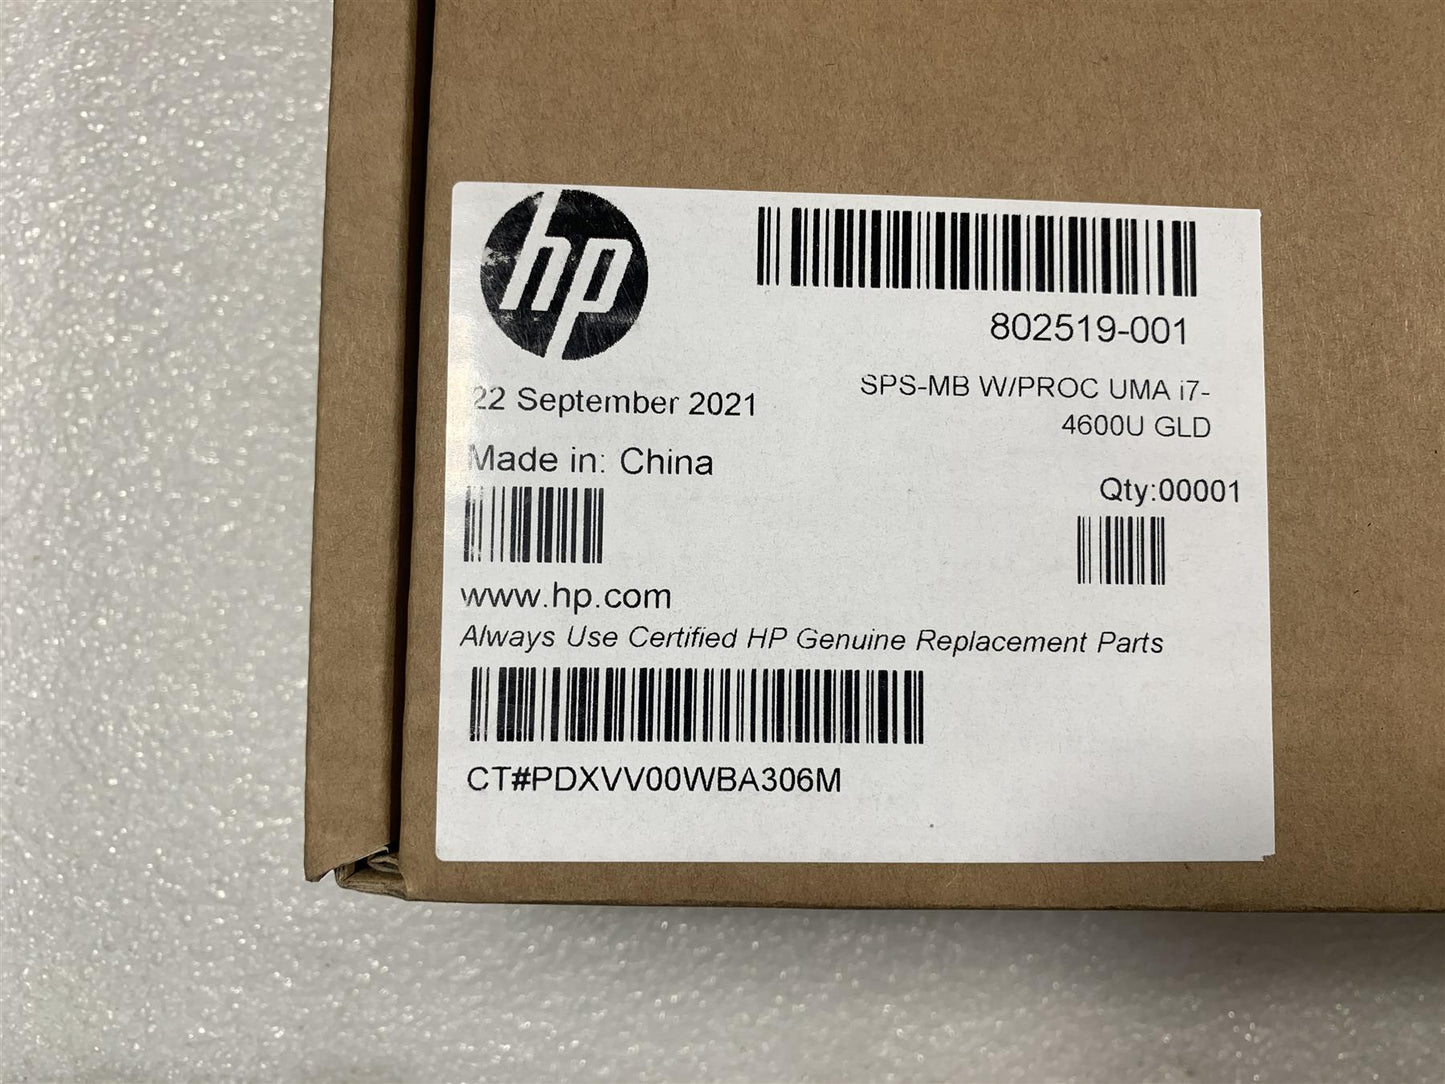 hp
802519-001
22 September 2021
SPS-MB W/PROC UMA i7-
4600U GLD
Made in: China
Qty:00001
www.hp.com
Always Use Certified HP Genuine Replacement Parts
CT#PDXVV00WBA306M